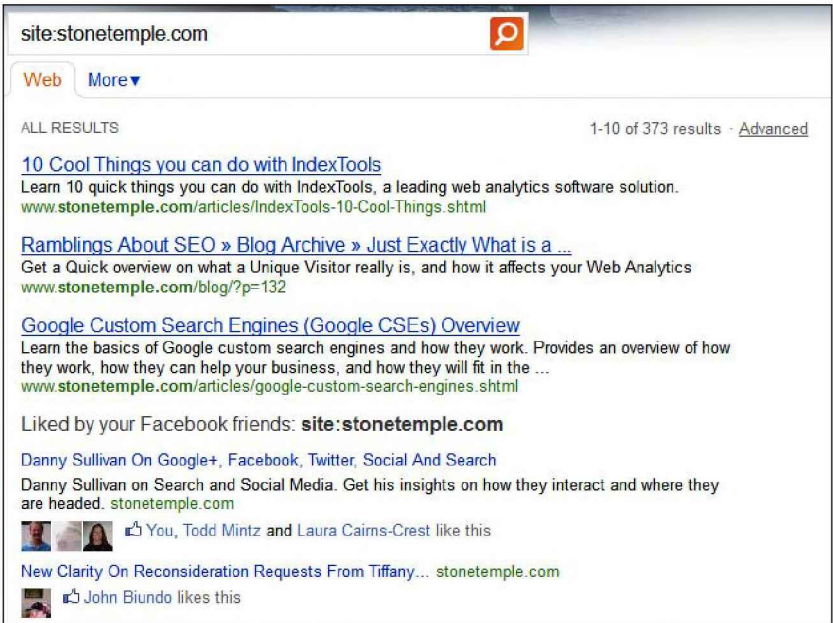 site:stonetemple.com
Web More▼
ALL RESULTS 1-10 of 373 results · Advanced
10 Cool Things you can do with IndexTools
Learn 10 quick things you can do with IndexTools, a leading web analytics software solution.
www.stonetemple.com/articles/IndexTools-10-Cool-Things.shtml
Ramblings About SEO » Blog Archive » Just Exactly What is a ...
Get a Quick overview on what a Unique Visitor really is, and how it affects your Web Analytics
www.stonetemple.com/blog/?p=132
Google Custom Search Engines (Google CSEs) Overview
Learn the basics of Google custom search engines and how they work. Provides an overview of how
they work, how they can help your business, and how they will fit in the ...
www.stonetemple.com/articles/google-custom-search-engines.shtml
Liked by your Facebook friends: site:stonetemple.com
Danny Sullivan On Google+, Facebook, Twitter, Social And Search
Danny Sullivan on Search and Social Media. Get his insights on how they interact and where they
are headed. stonetemple.com
You, Todd Mintz and Laura Cairns-Crest like this
New Clarity On Reconsideration Requests From Tiffany... stonetemple.com
John Biundo likes this